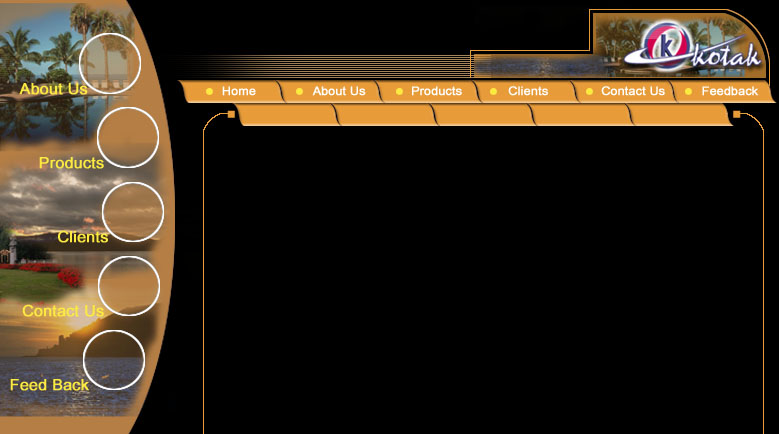 kotak
Home About Us Products Clients Contact Us Feedback
About Us
Products
Clients
Contact Us
Feed Back